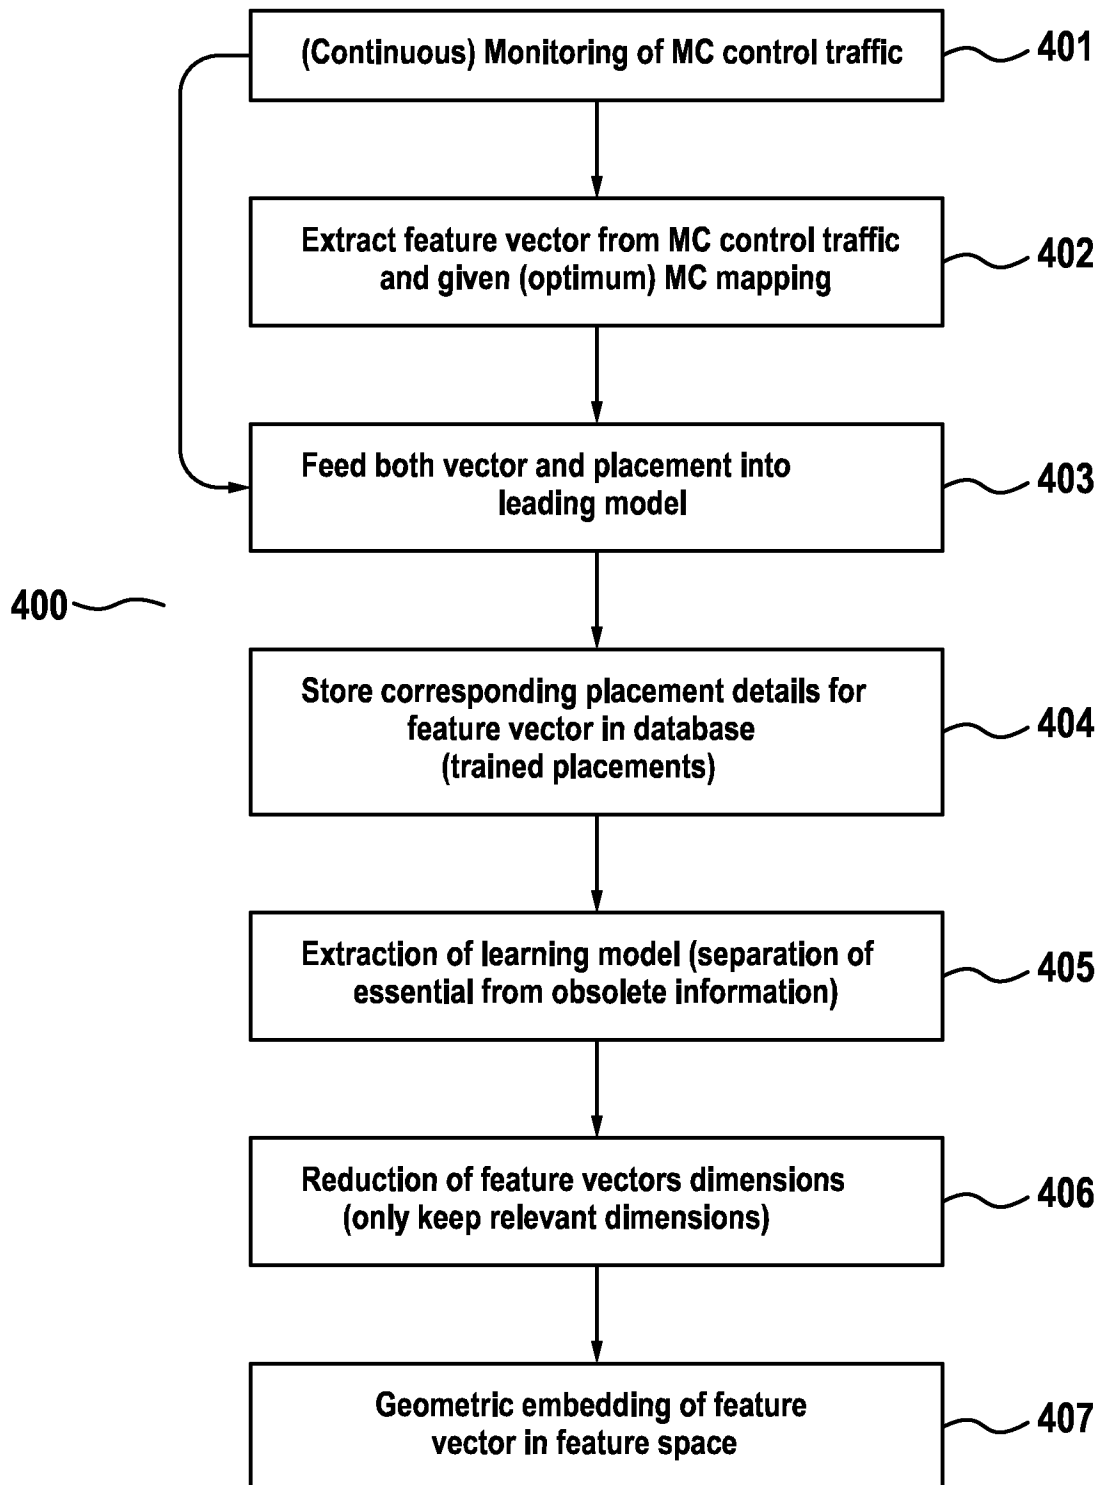 (Continuous) Monitoring of MC control traffic
401
Extract feature vector from MC control traffic
and given (optimum) MC mapping
402
Feed both vector and placement into
leading model
403
400
Store corresponding placement details for
feature vector in database
(trained placements)
404
Extraction of learning model (separation of
essential from obsolete information)
405
Reduction of feature vectors dimensions
(only keep relevant dimensions)
406
Geometric embedding of feature
vector in feature space
407